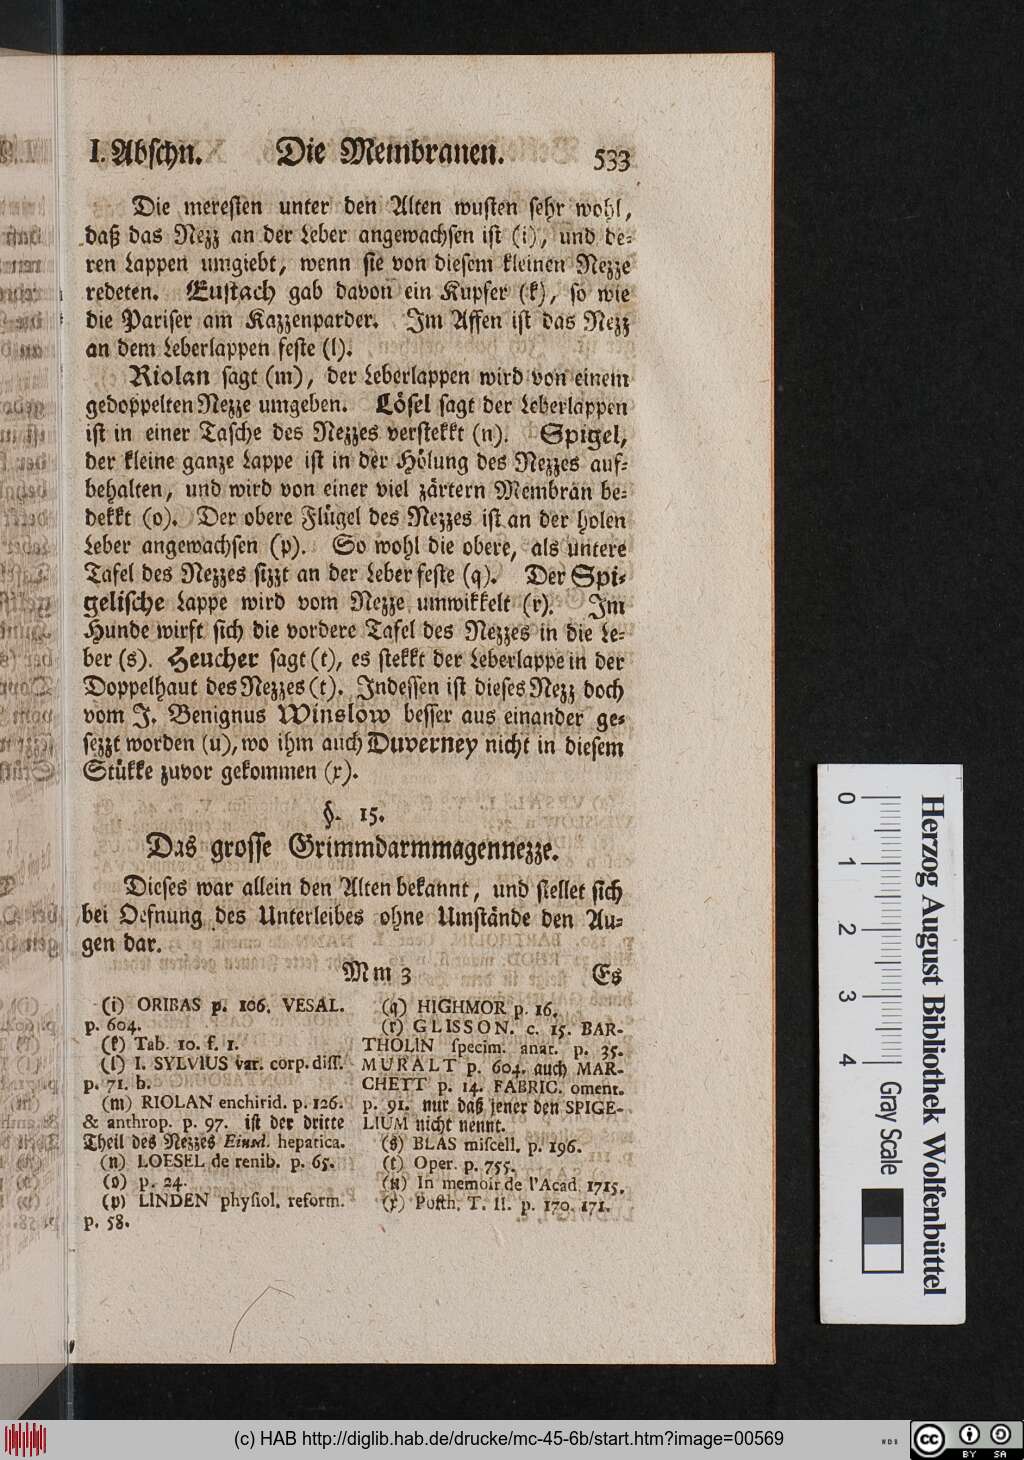 I. Abſchn. Die Membranen. 533
Die mereſten unter den Alten wuſten ſehr wohl,
daß das Nezz an der Leber angewachſen iſt (i), und de⸗
ren Lappen umgiebt, wenn ſie von dieſem kleinen Nezze
redeten. Euſtach gab davon ein Kupfer (k), ſo wie
die Pariſer am Kazzenparder. Im Affen iſt das Nezz
an dem Leberlappen feſte (l).
Riolan ſagt (m), der Leberlappen wird von einem
gedoppelten Nezze umgeben. Löſel ſagt der Leberlappen
iſt in einer Taſche des Nezzes verſtekkt (n). Spigel,
der kleine ganze Lappe iſt in der Hölung des Nezzes auf⸗
behalten, und wird von einer viel zärtern Membran be⸗
dekkt (o). Der obere Flügel des Nezzes iſt an der holen
Leber angewachſen (p). So wohl die obere, als untere
Tafel des Nezzes ſizzt an der Leber feſte (q). Der Spi⸗
geliſche Lappe wird vom Nezze umwikkelt (r). Im
Hunde wirft ſich die vordere Tafel des Nezzes in die Le⸗
ber (s). Heucher ſagt (t), es ſtekkt der Leberlappe in der
Doppelhaut des Nezzes (t). Indeſſen iſt dieſes Nezz doch
vom J. Benignus Winslow beſſer aus einander ge⸗
ſezzt worden (u), wo ihm auch Duverney nicht in dieſem
Stükke zuvor gekommen (x).
§. 15.
Das groſſe Grimmdarmmagennezze.
Dieſes war allein den Alten bekannt, und ſtellet ſich
bei Oefnung des Unterleibes ohne Umſtände den Au⸗
gen dar.
Mm 3 Es
(i) ORIBAS p. 106. VESAL.
p. 604.
(k) Tab. 10. f. 1.
(l) I. SYLVIUS var. corp. diſſ.
p. 71. b.
(m) RIOLAN enchirid. p. 126.
& anthrop. p. 97. iſt der dritte
Theil des Nezzes hepatica.
(n) LOESEL de renib. p. 65.
(o) p. 24.
(p) LINDEN phyſiol. reform.
p. 58.
(q) HIGHMOR p. 16.
(r) GLISSON. c. 15. BAR-
THOLIN ſpecim. anat. p. 35.
MURALT p. 604. auch MAR-
CHETT p. 14. FABRIC. oment.
p. 91. nur daß jener den SPIGE-
LIUM nicht nennt.
(s) BLAS miſcell. p. 196.
(t) Oper. p. 755.
(u) In memoir de l'Acad. 1715.
(x) Poſth. T. II. p. 170. 171.
0 1 2 3 4
Gray Scale
Herzog August Bibliothek Wolfenbüttel
(c) HAB http://diglib.hab.de/drucke/mc-45-6b/start.htm?image=00569
cc BY SA